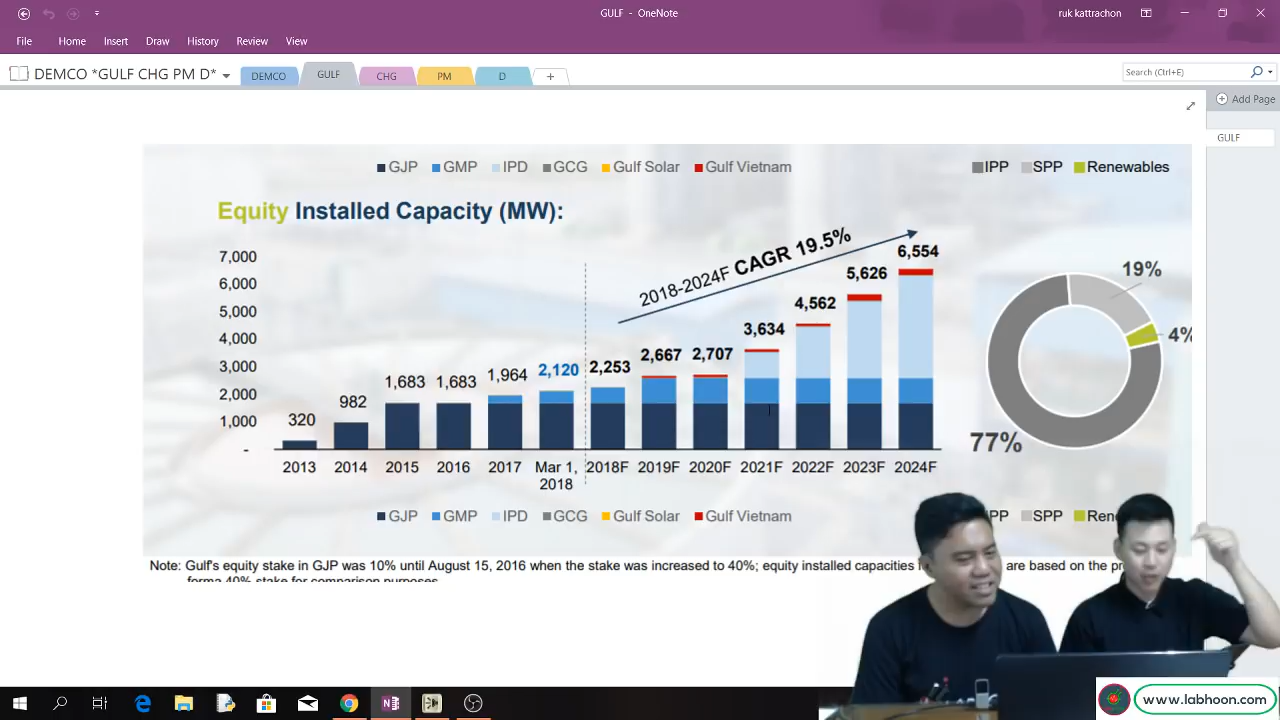 GULF - OneNote
ruk kattrachon
File Home Insert Draw History Review View
DEMCO *GULF CHG PM D*
DEMCO GULF CHG PM D
Search (Ctrl+E)
Add Page
GULF
GJP GMP IPD GCG Gulf Solar Gulf Vietnam
IPP SPP Renewables
Equity Installed Capacity (MW):
2018-2024F CAGR 19.5%
7,000
6,000
5,000
4,000
3,000
2,000
1,000
-
320 982 1,683 1,683 1,964 2,120 2,253 2,667 2,707 3,634 4,562 5,626 6,554
2013 2014 2015 2016 2017 Mar 1, 2018F 2019F 2020F 2021F 2022F 2023F 2024F
2018
19%
4%
77%
GJP GMP IPD GCG Gulf Solar Gulf Vietnam
SPP
Note: Gulf's equity stake in GJP was 10% until August 15, 2016 when the stake was increased to 40%; equity installed capacities are based on the
forma 40% stake for comparison purposes
www.labhoon.com